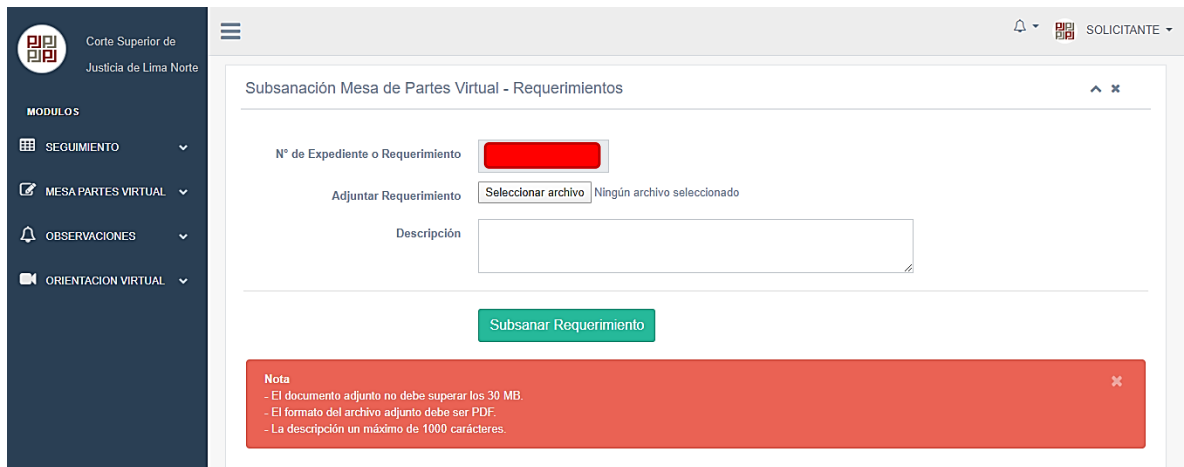 Corte Superior de
Justicia de Lima Norte
MODULOS
SEGUIMIENTO
MESA PARTES VIRTUAL
OBSERVACIONES
ORIENTACION VIRTUAL
SOLICITANTE
Subsanación Mesa de Partes Virtual - Requerimientos
N° de Expediente o Requerimiento
Adjuntar Requerimiento Seleccionar archivo Ningún archivo seleccionado
Descripción
Subsanar Requerimiento
Nota
- El documento adjunto no debe superar los 30 MB.
- El formato del archivo adjunto debe ser PDF.
- La descripción un máximo de 1000 carácteres.